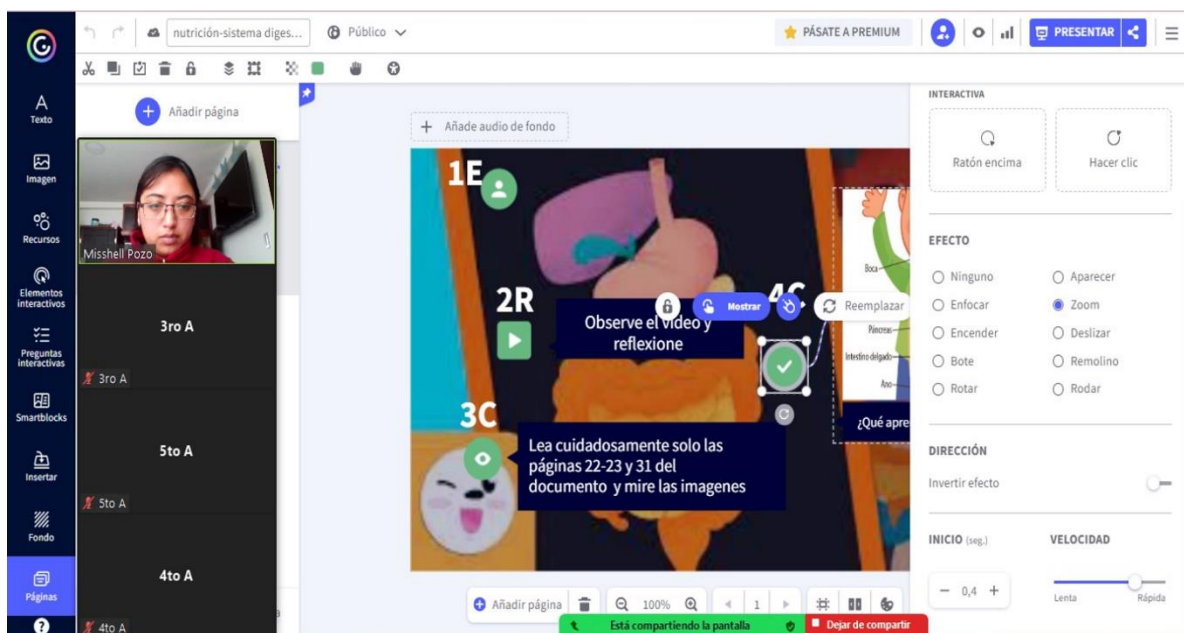 nutrición-sistema diges...
Público
PÁSATE A PREMIUM
PRESENTAR
Texto
Imagen
Recursos
Elementos
interactivos
Preguntas
interactivas
Smartblocks
Insertar
Fondo
Páginas
Añadir página
Misshell Pozo
3ro A
3ro A
5to A
5to A
4to A
4to A
Añade audio de fondo
1E
2R
Observe el video y
reflexione
3C
Lea cuidadosamente solo las
páginas 22-23 y 31 del
documento y mire las imagenes
4C
Mostrar
Reemplazar
Boca
Páncreas
Intestino delgado
Ano
¿Qué apre
Añadir página
100%
1
Está compartiendo la pantalla
Dejar de compartir
INTERACTIVA
Ratón encima
Hacer clic
EFECTO
Ninguno
Aparecer
Enfocar
Zoom
Encender
Deslizar
Bote
Remolino
Rotar
Rodar
DIRECCIÓN
Invertir efecto
INICIO (seg.)
VELOCIDAD
− 0,4 +
Lenta
Rápida